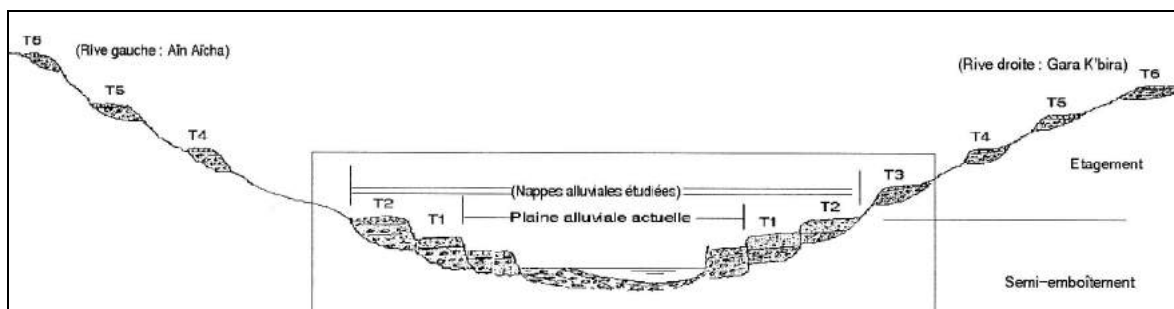 T6
(Rive gauche : Aïn Aïcha)
(Rive droite : Gara K'bira)
T6
T5
T5
T4
T4
Etagement
T3
(Nappes alluviales étudiées)
T2
T1
Plaine alluviale actuelle
T1
T2
Semi-emboîtement